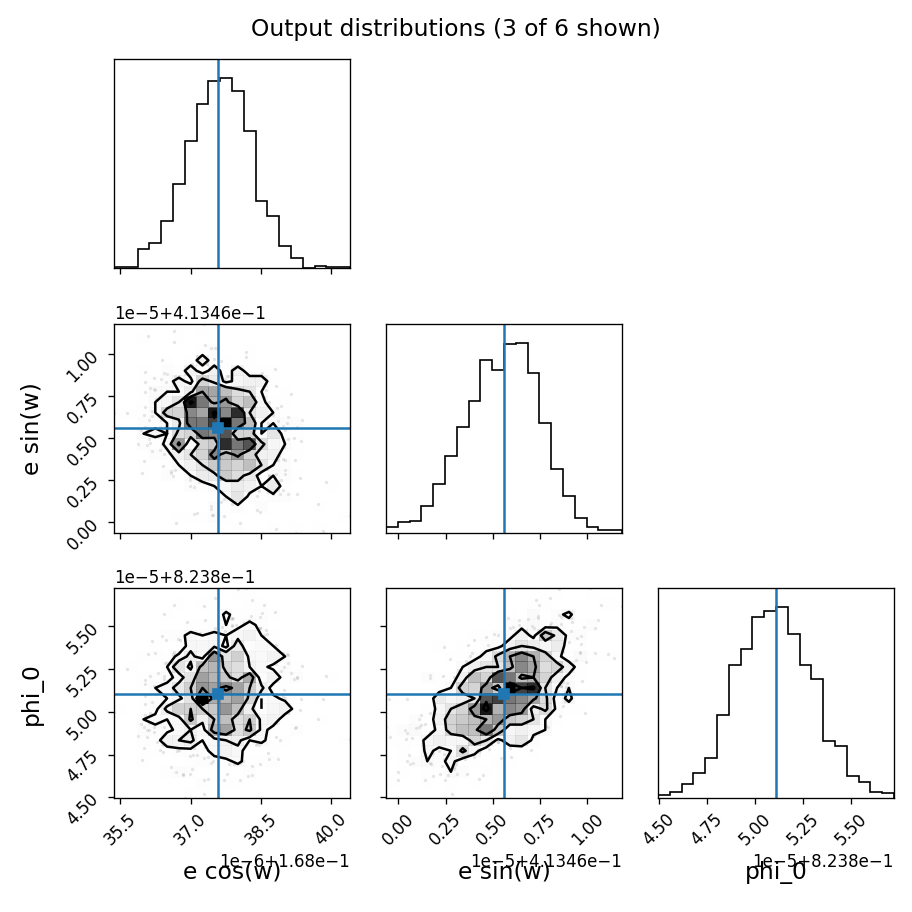 Output distributions (3 of 6 shown)
1e−5+4.1346e−1
e sin(w)
1.00
0.75
0.50
0.25
0.00
1e−5+8.238e−1
phi_0
5.50
5.25
5.00
4.75
4.50
35.5 37.0 38.5 40.0
0.00 0.25 0.50 0.75 1.00
4.50 4.75 5.00 5.25 5.50
1e−6+1.68e−1 1e−5+4.1346e−1 1e−5+8.238e−1
e cos(w) e sin(w) phi_0